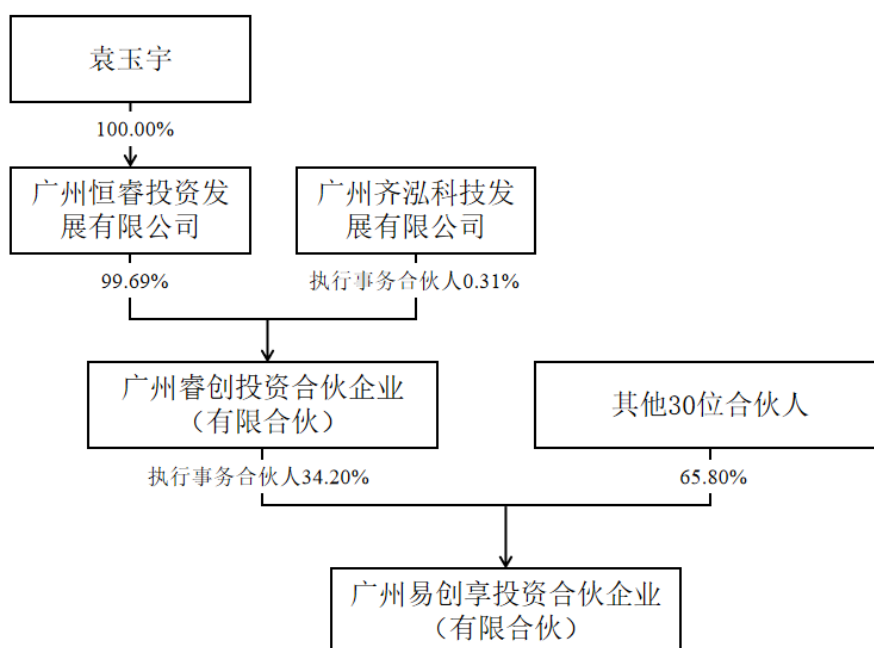 袁玉宇
100.00%
广州恒睿投资发
展有限公司
广州齐泓科技发
展有限公司
99.69%
执行事务合伙人0.31%
广州睿创投资合伙企业
（有限合伙）
其他30位合伙人
执行事务合伙人34.20%
65.80%
广州易创享投资合伙企业
（有限合伙）